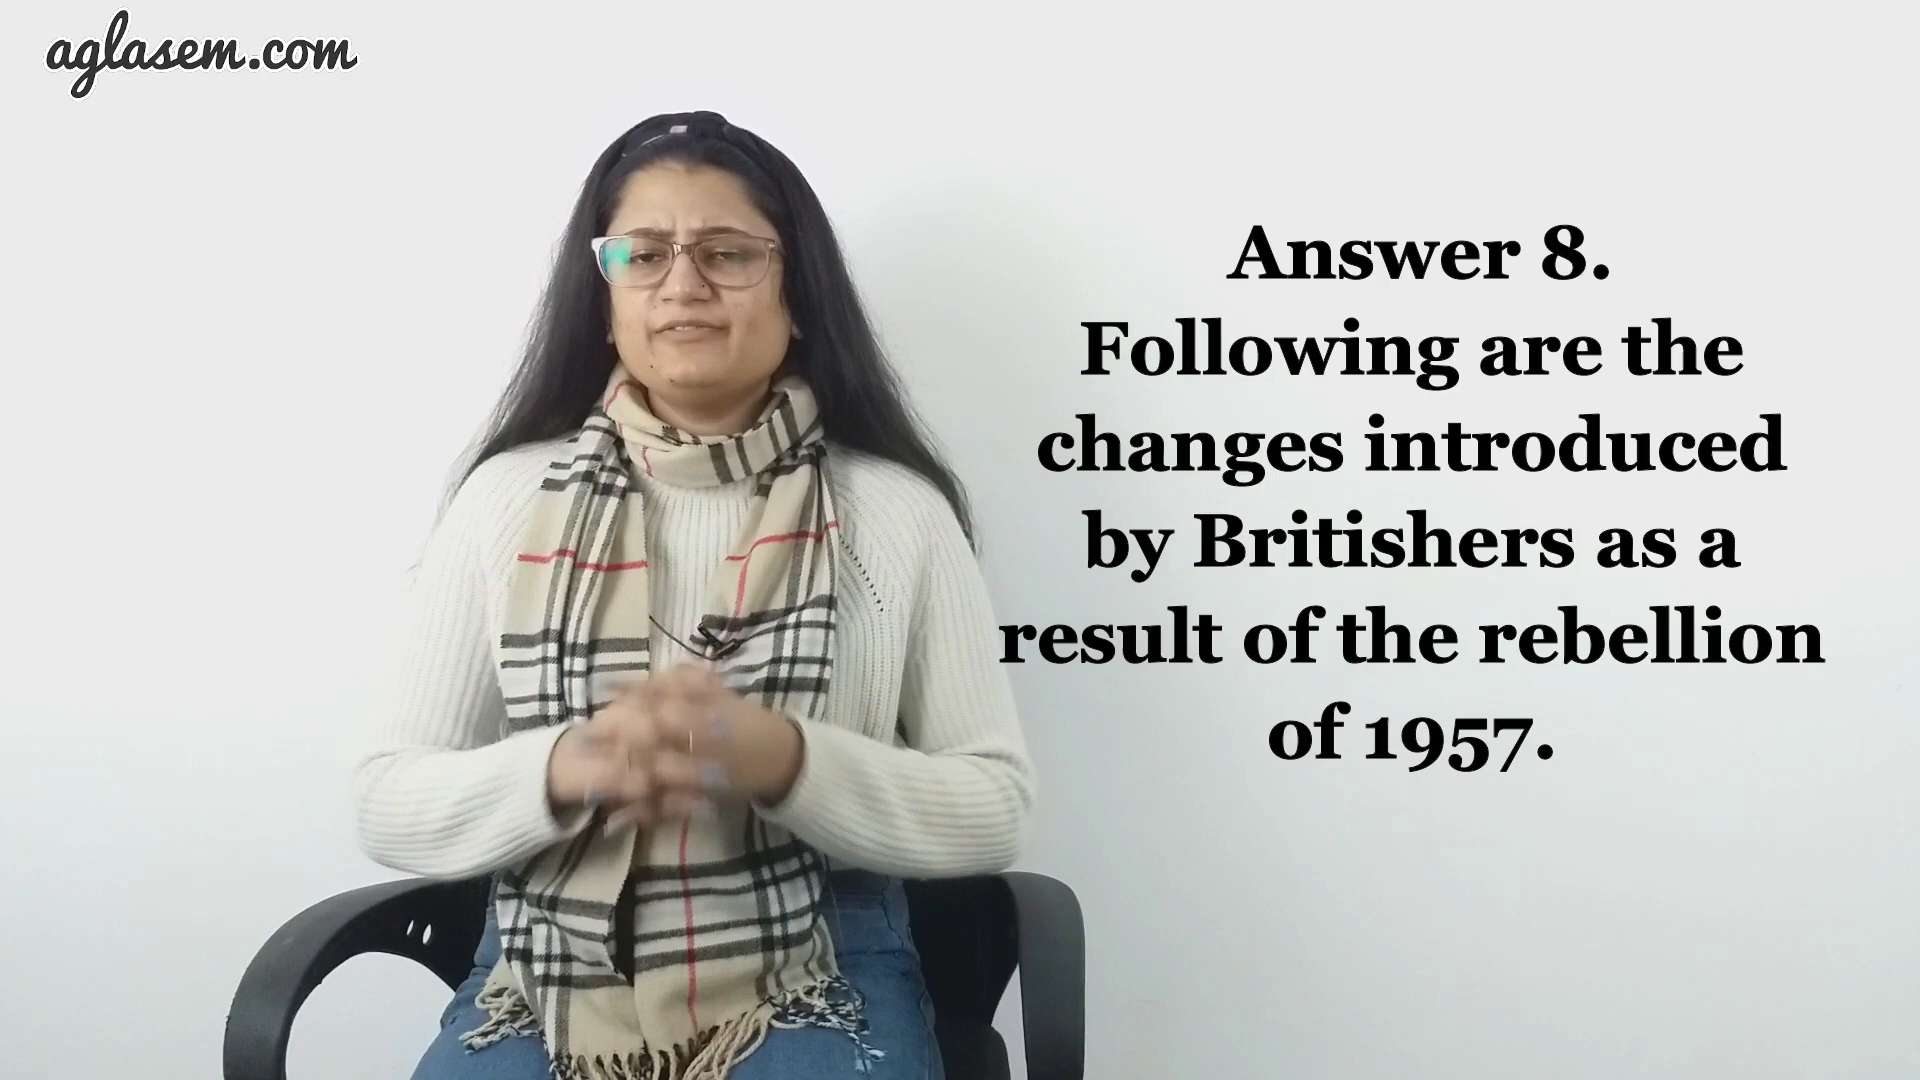 aglasem.com
Answer 8.
Following are the
changes introduced
by Britishers as a
result of the rebellion
of 1957.